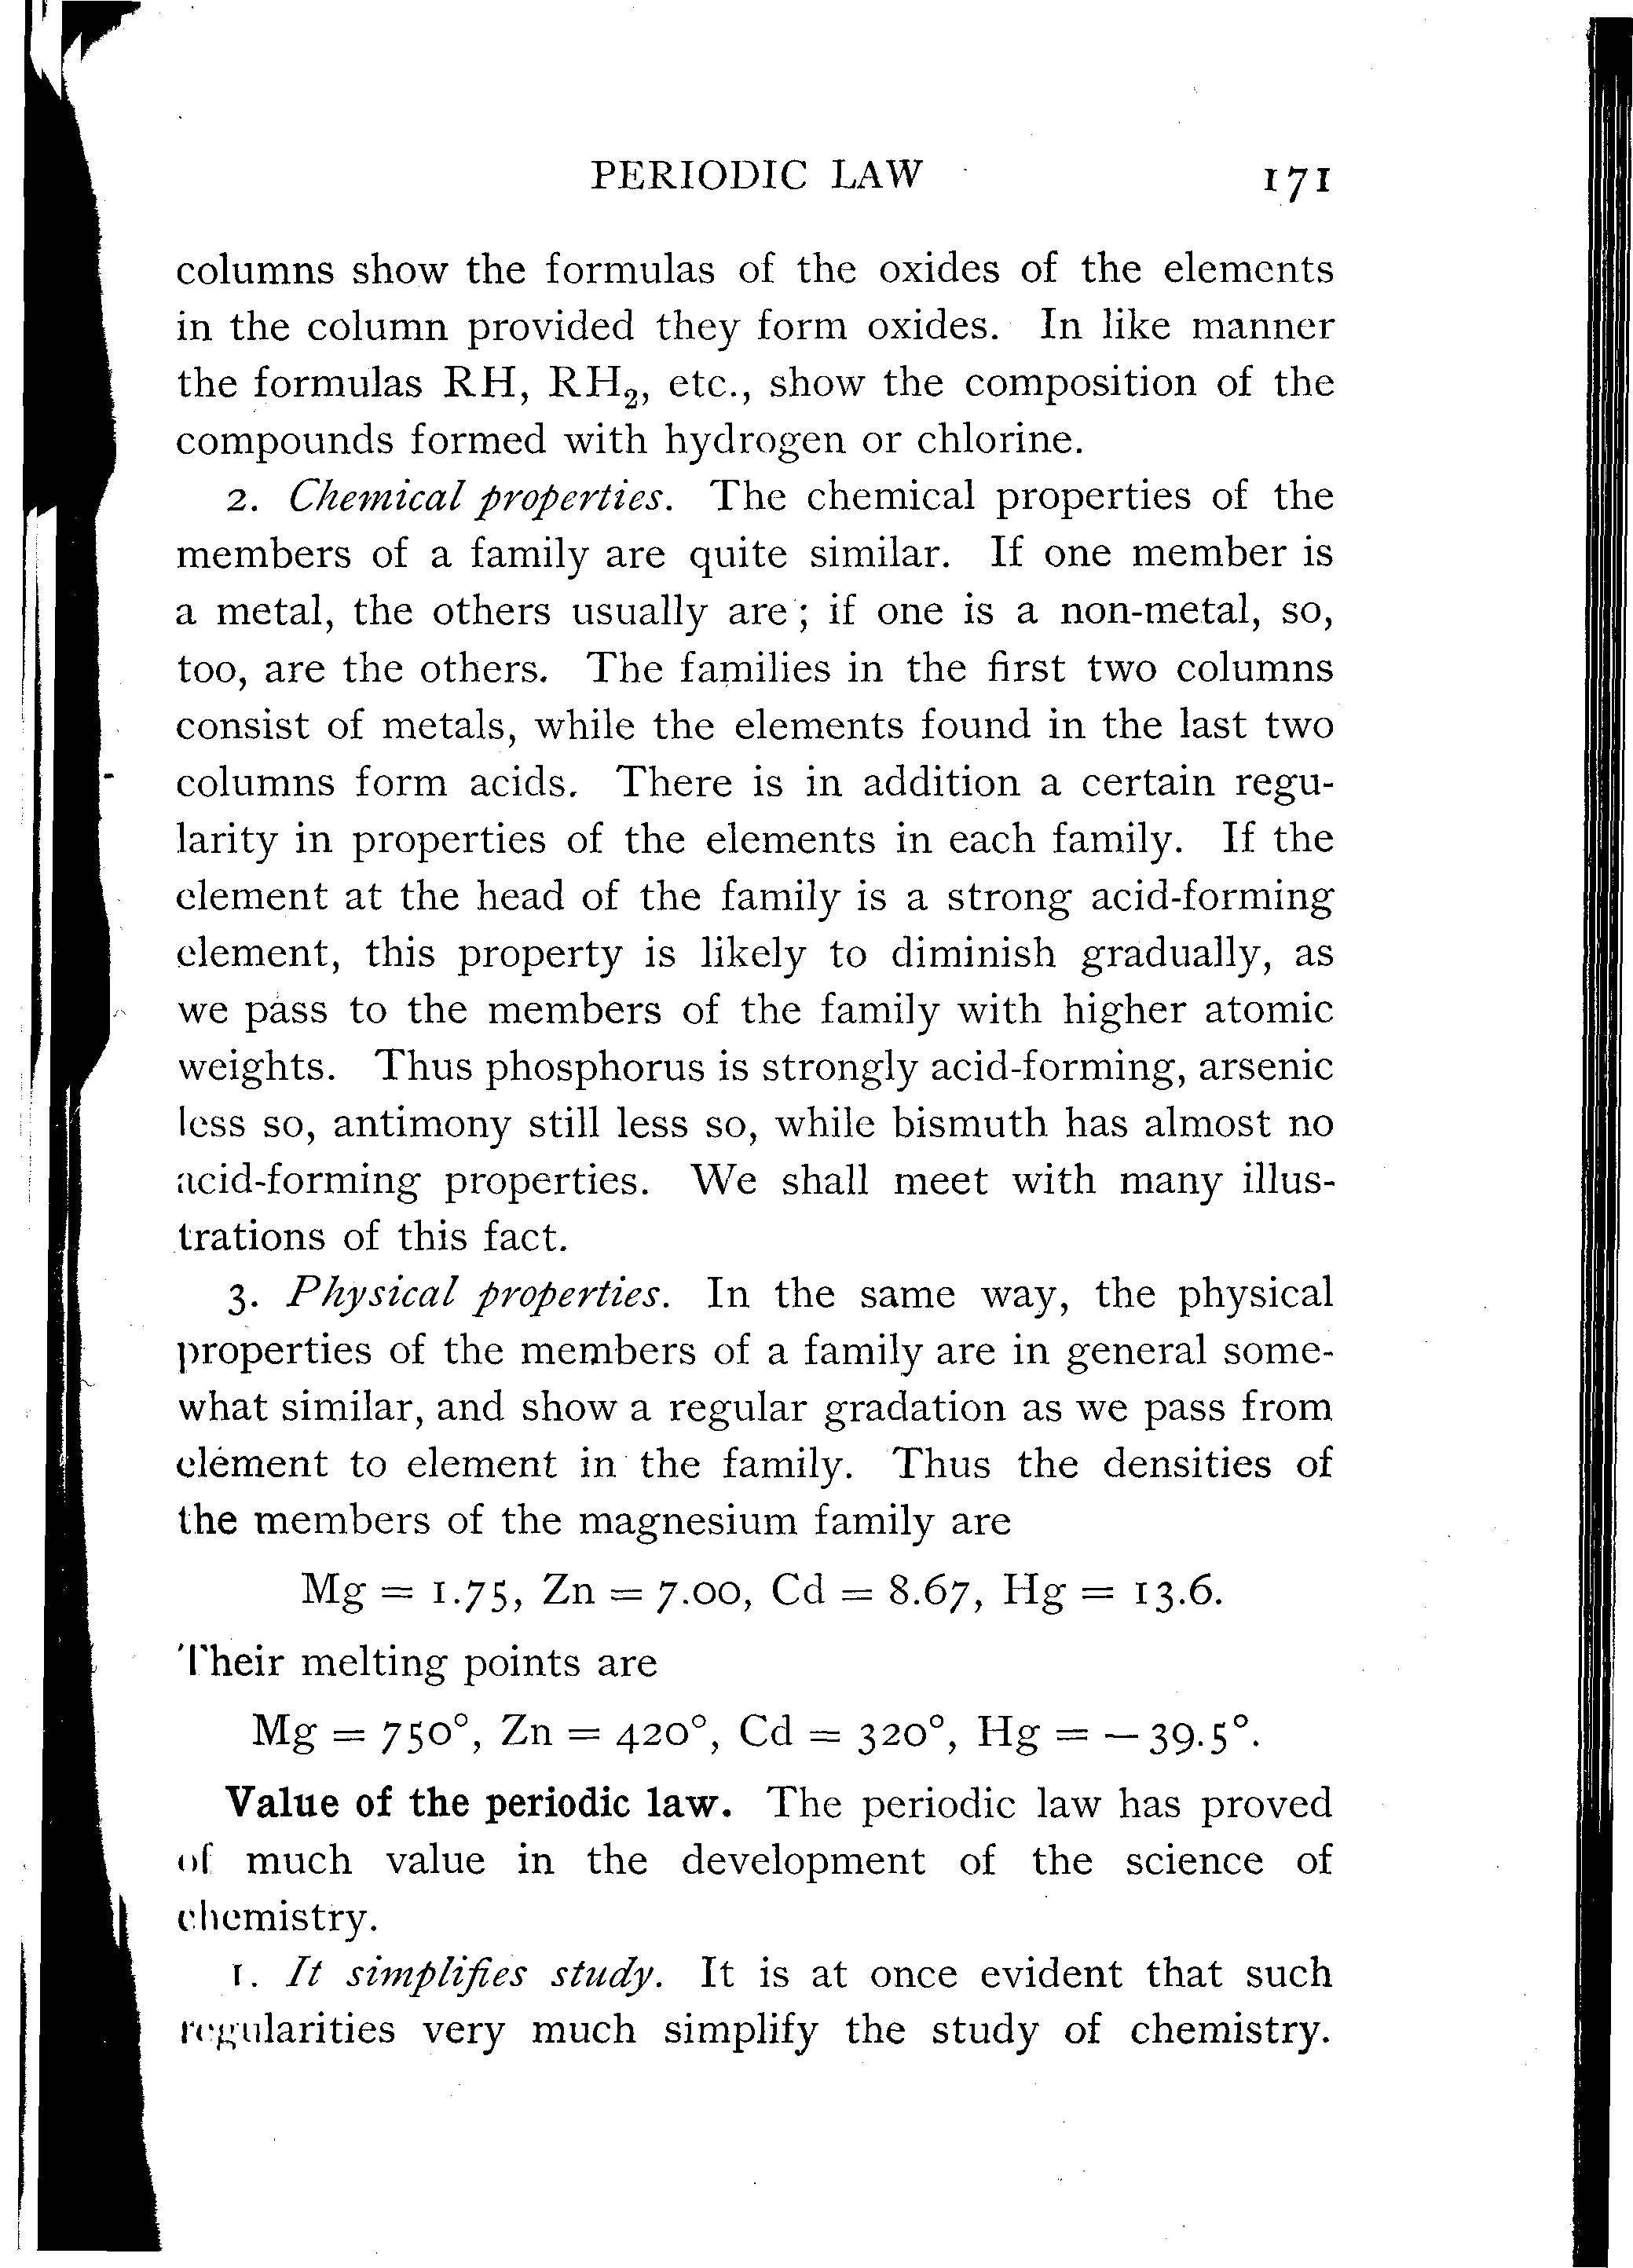 PERIODIC LAW 171
columns show the formulas of the oxides of the elements
in the column provided they form oxides. In like manner
the formulas RH, RH₂, etc., show the composition of the
compounds formed with hydrogen or chlorine.
2. Chemical properties. The chemical properties of the
members of a family are quite similar. If one member is
a metal, the others usually are; if one is a non-metal, so,
too, are the others. The families in the first two columns
consist of metals, while the elements found in the last two
columns form acids. There is in addition a certain regu-
larity in properties of the elements in each family. If the
element at the head of the family is a strong acid-forming
element, this property is likely to diminish gradually, as
we pass to the members of the family with higher atomic
weights. Thus phosphorus is strongly acid-forming, arsenic
less so, antimony still less so, while bismuth has almost no
acid-forming properties. We shall meet with many illus-
trations of this fact.
3. Physical properties. In the same way, the physical
properties of the members of a family are in general some-
what similar, and show a regular gradation as we pass from
element to element in the family. Thus the densities of
the members of the magnesium family are
Mg = 1.75, Zn = 7.00, Cd = 8.67, Hg = 13.6.
Their melting points are
Mg = 750°, Zn = 420°, Cd = 320°, Hg = − 39.5°.
Value of the periodic law. The periodic law has proved
of much value in the development of the science of
chemistry.
1. It simplifies study. It is at once evident that such
regularities very much simplify the study of chemistry.